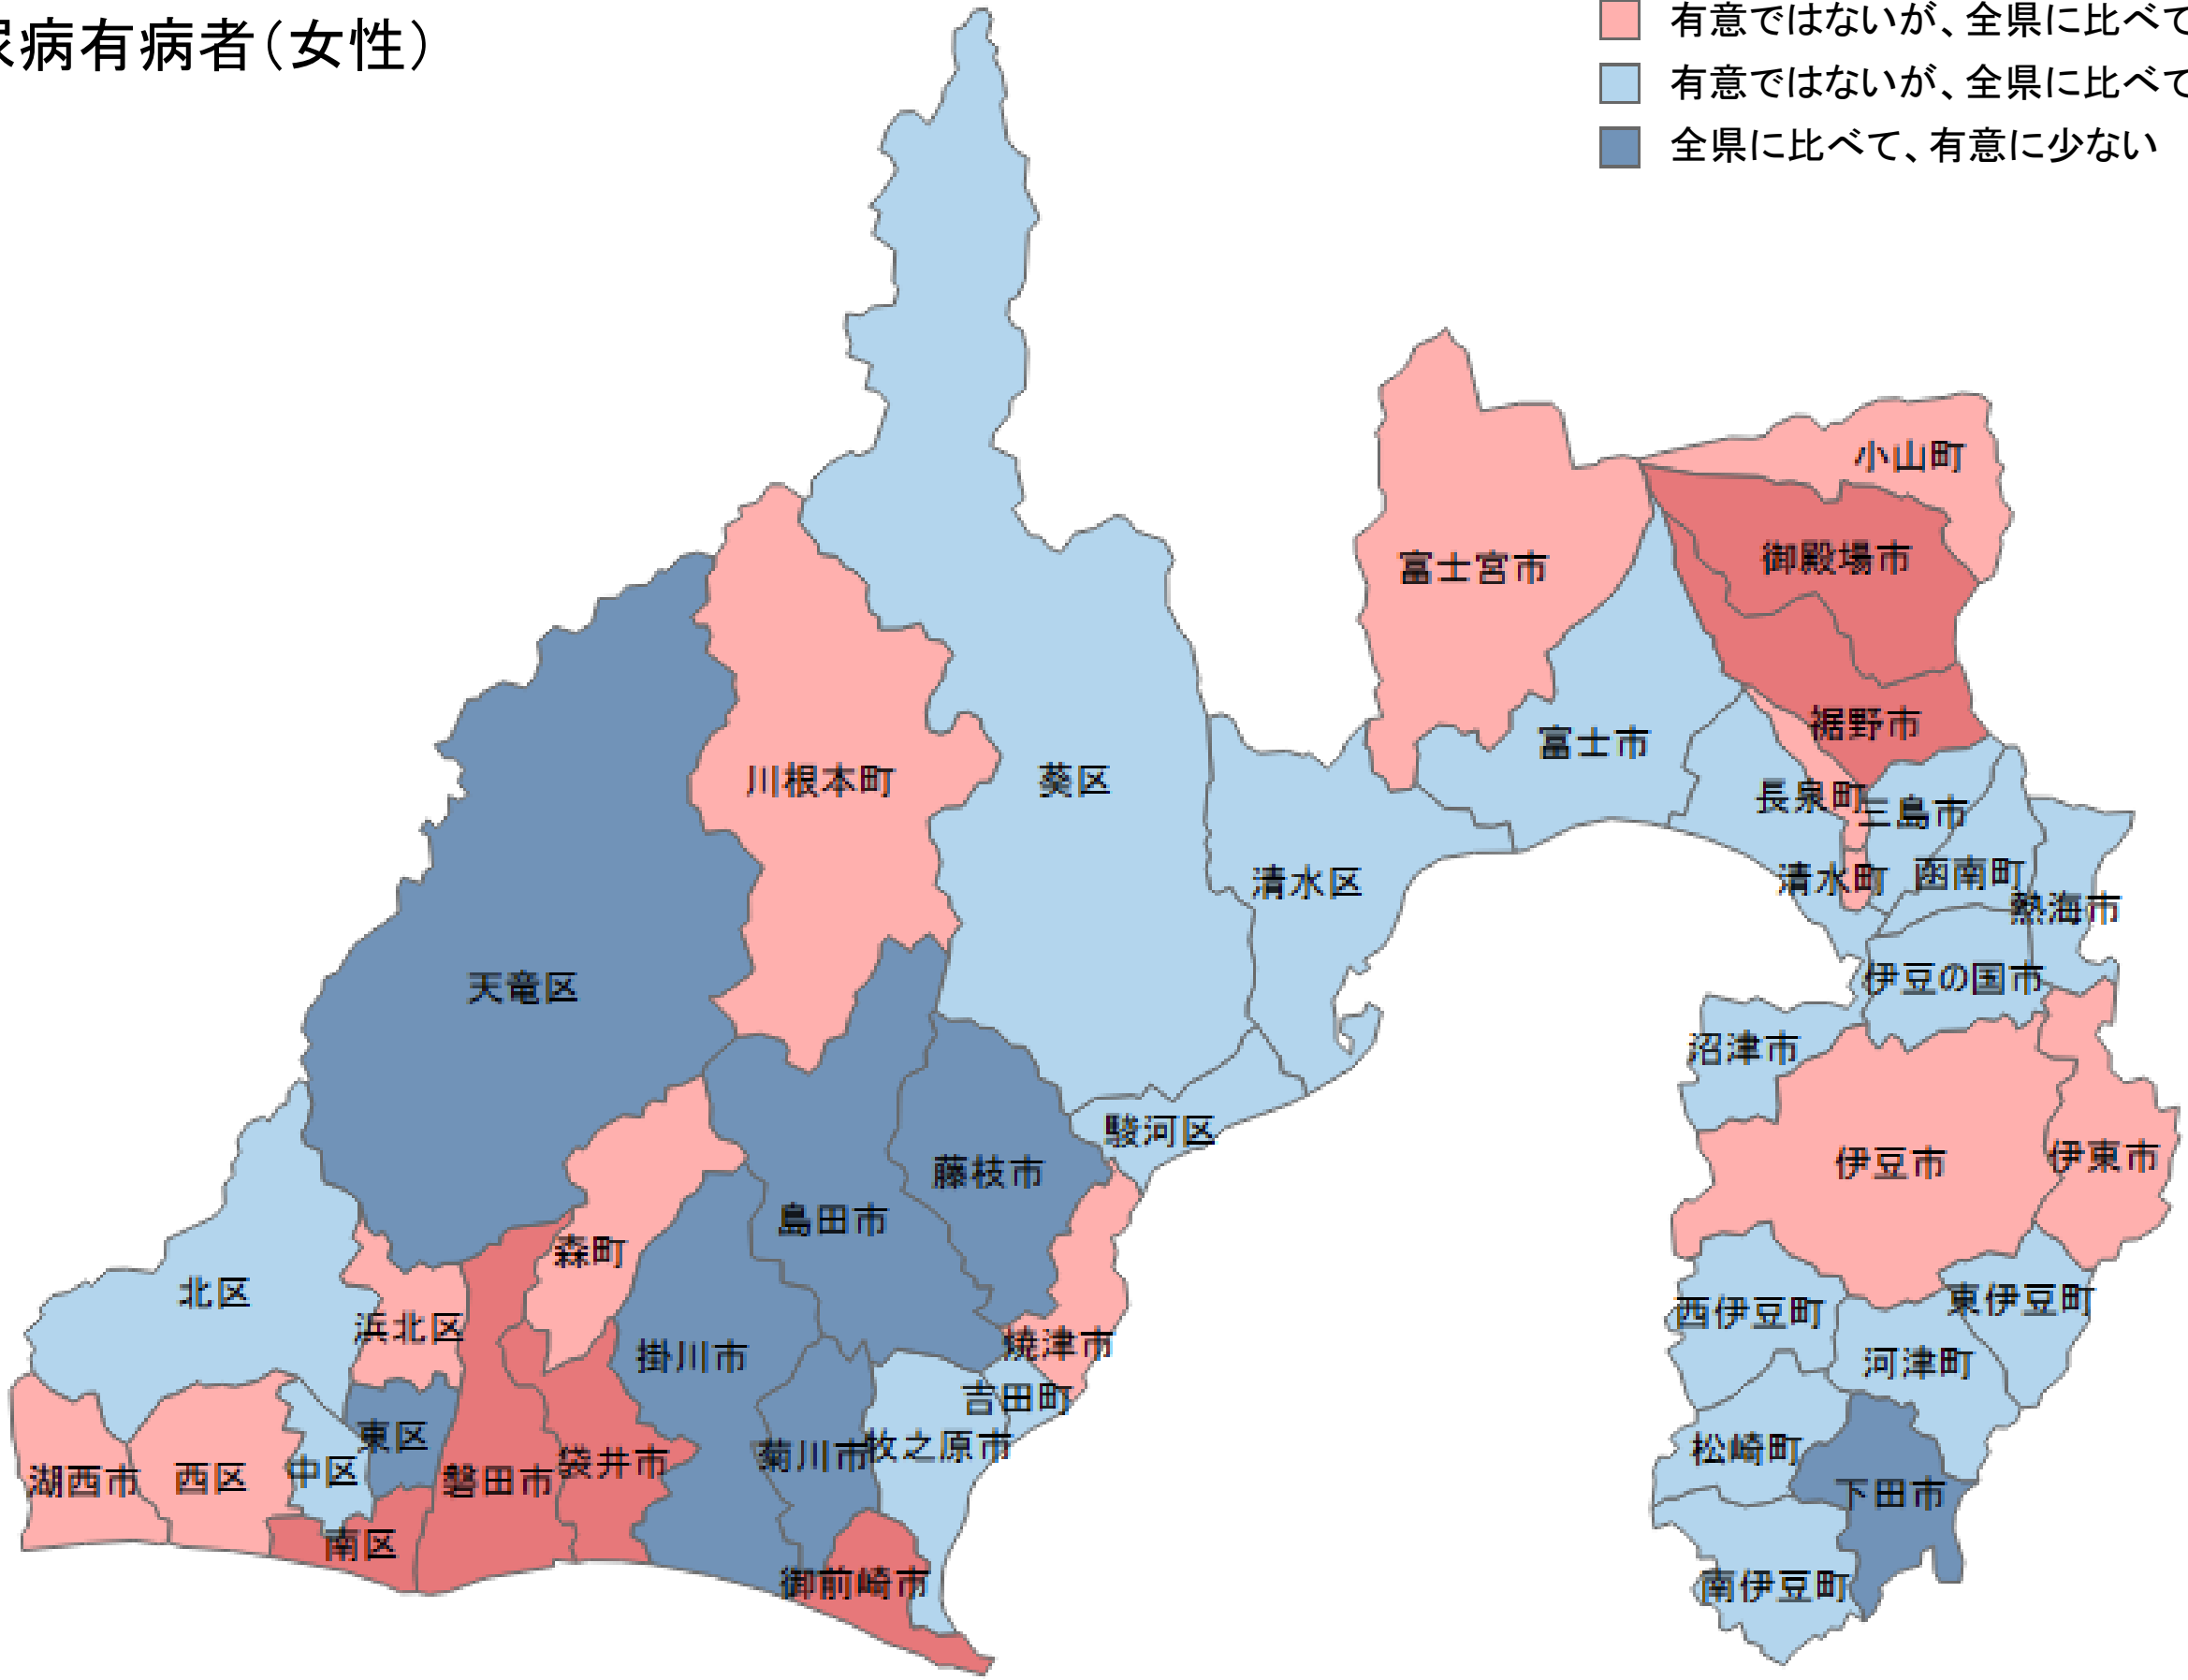 尿病有病者（女性）
有意ではないが、全県に比べて
有意ではないが、全県に比べて
全県に比べて、有意に少ない
小山町
御殿場市
富士宮市
裾野市
富士市
川根本町
葵区
長泉町
三島市
清水区
清水町
函南町
熱海市
伊豆の国市
天竜区
沼津市
駿河区
伊豆市
伊東市
藤枝市
島田市
森町
北区
浜北区
東伊豆町
西伊豆町
焼津市
掛川市
河津町
吉田町
東区
牧之原市
菊川市
松崎町
袋井市
中区
西区
湖西市
磐田市
下田市
南区
御前崎市
南伊豆町